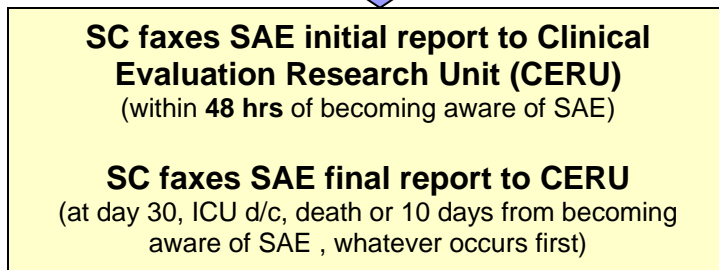 SC faxes SAE initial report to Clinical
Evaluation Research Unit (CERU)
(within 48 hrs of becoming aware of SAE)
SC faxes SAE final report to CERU
(at day 30, ICU d/c, death or 10 days from becoming
aware of SAE , whatever occurs first)